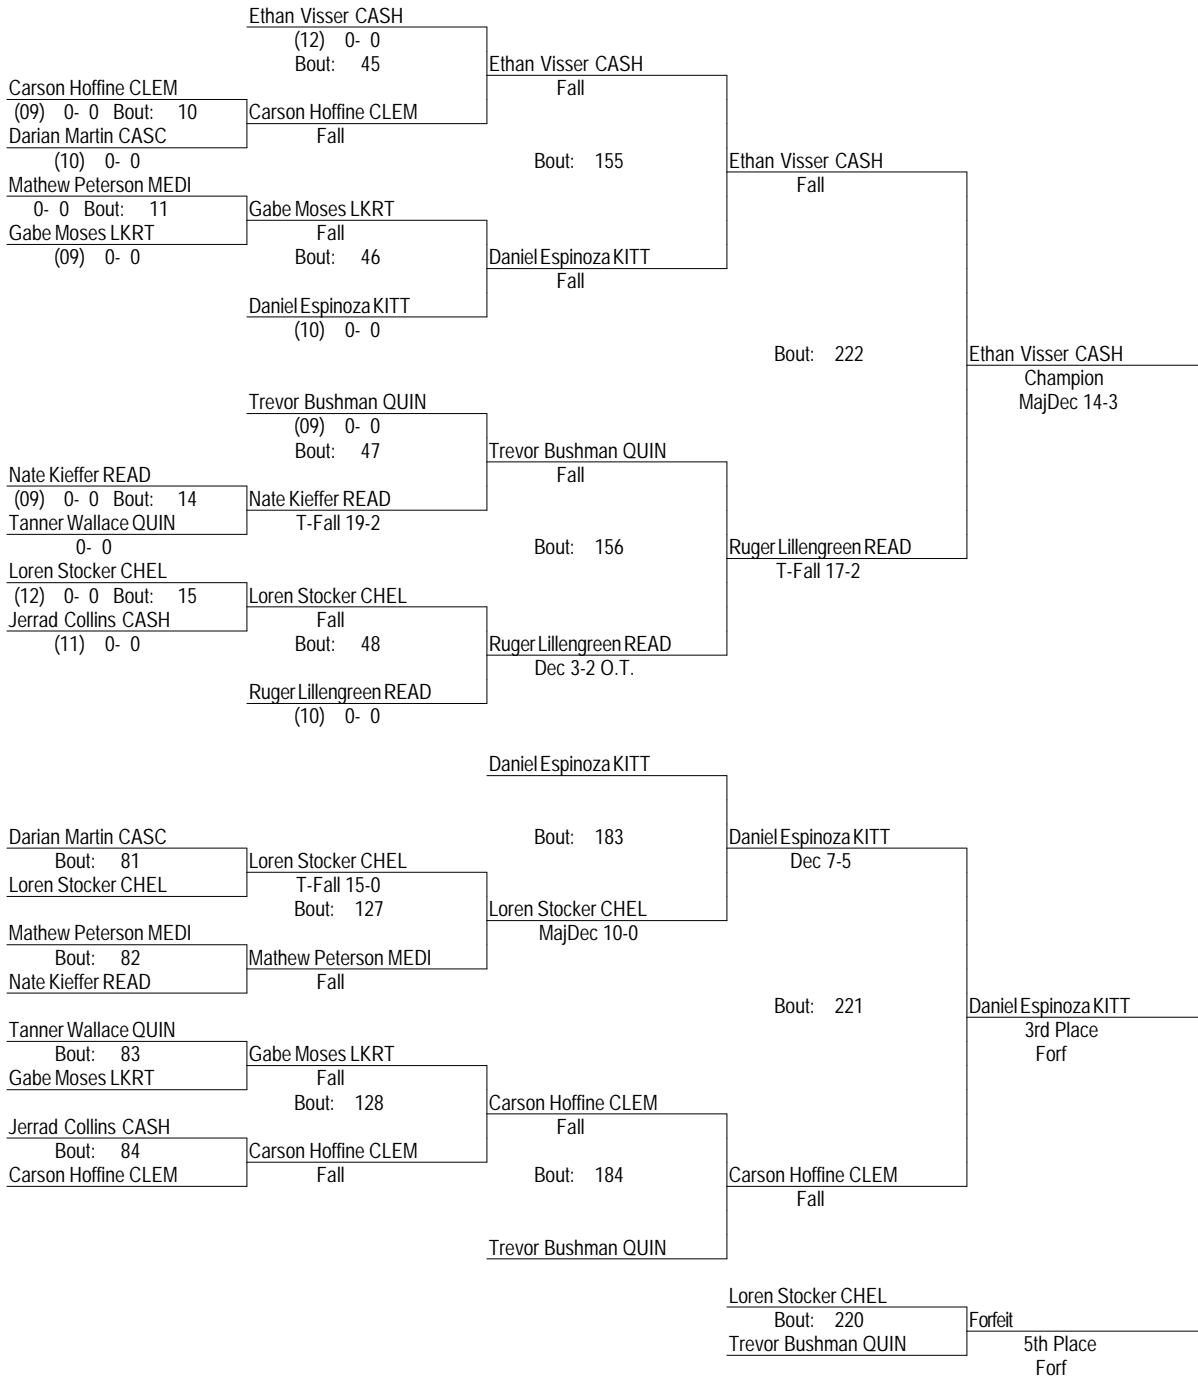 Ethan Visser CASH
(12) 0- 0
Bout: 45
Ethan Visser CASH
Fall
Carson Hoffine CLEM
(09) 0- 0 Bout: 10
Carson Hoffine CLEM
Fall
Darian Martin CASC
(10) 0- 0
Bout: 155
Ethan Visser CASH
Fall
Mathew Peterson MEDI
0- 0 Bout: 11
Gabe Moses LKRT
Fall
Gabe Moses LKRT
(09) 0- 0
Bout: 46
Daniel Espinoza KITT
Fall
Daniel Espinoza KITT
(10) 0- 0
Bout: 222
Ethan Visser CASH
Champion
MajDec 14-3
Trevor Bushman QUIN
(09) 0- 0
Bout: 47
Trevor Bushman QUIN
Fall
Nate Kieffer READ
(09) 0- 0 Bout: 14
Nate Kieffer READ
T-Fall 19-2
Tanner Wallace QUIN
0- 0
Bout: 156
Ruger Lillengreen READ
T-Fall 17-2
Loren Stocker CHEL
(12) 0- 0 Bout: 15
Loren Stocker CHEL
Fall
Jerrad Collins CASH
(11) 0- 0
Bout: 48
Ruger Lillengreen READ
Dec 3-2 O.T.
Ruger Lillengreen READ
(10) 0- 0
Daniel Espinoza KITT
Darian Martin CASC
Bout: 81
Loren Stocker CHEL
Loren Stocker CHEL
T-Fall 15-0
Bout: 127
Bout: 183
Daniel Espinoza KITT
Dec 7-5
Loren Stocker CHEL
MajDec 10-0
Mathew Peterson MEDI
Bout: 82
Mathew Peterson MEDI
Fall
Nate Kieffer READ
Bout: 221
Daniel Espinoza KITT
3rd Place
Forf
Tanner Wallace QUIN
Bout: 83
Gabe Moses LKRT
Fall
Gabe Moses LKRT
Bout: 128
Carson Hoffine CLEM
Fall
Jerrad Collins CASH
Bout: 84
Carson Hoffine CLEM
Fall
Carson Hoffine CLEM
Bout: 184
Carson Hoffine CLEM
Fall
Trevor Bushman QUIN
Loren Stocker CHEL
Bout: 220
Forfeit
Trevor Bushman QUIN
5th Place
Forf